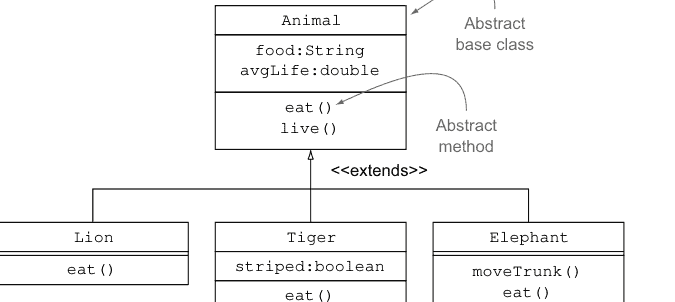 Animal
Abstract
base class
food:String
avgLife:double
eat()
live()
Abstract
method
<<extends>>
Lion
Tiger
Elephant
eat()
striped:boolean
eat()
moveTrunk()
eat()